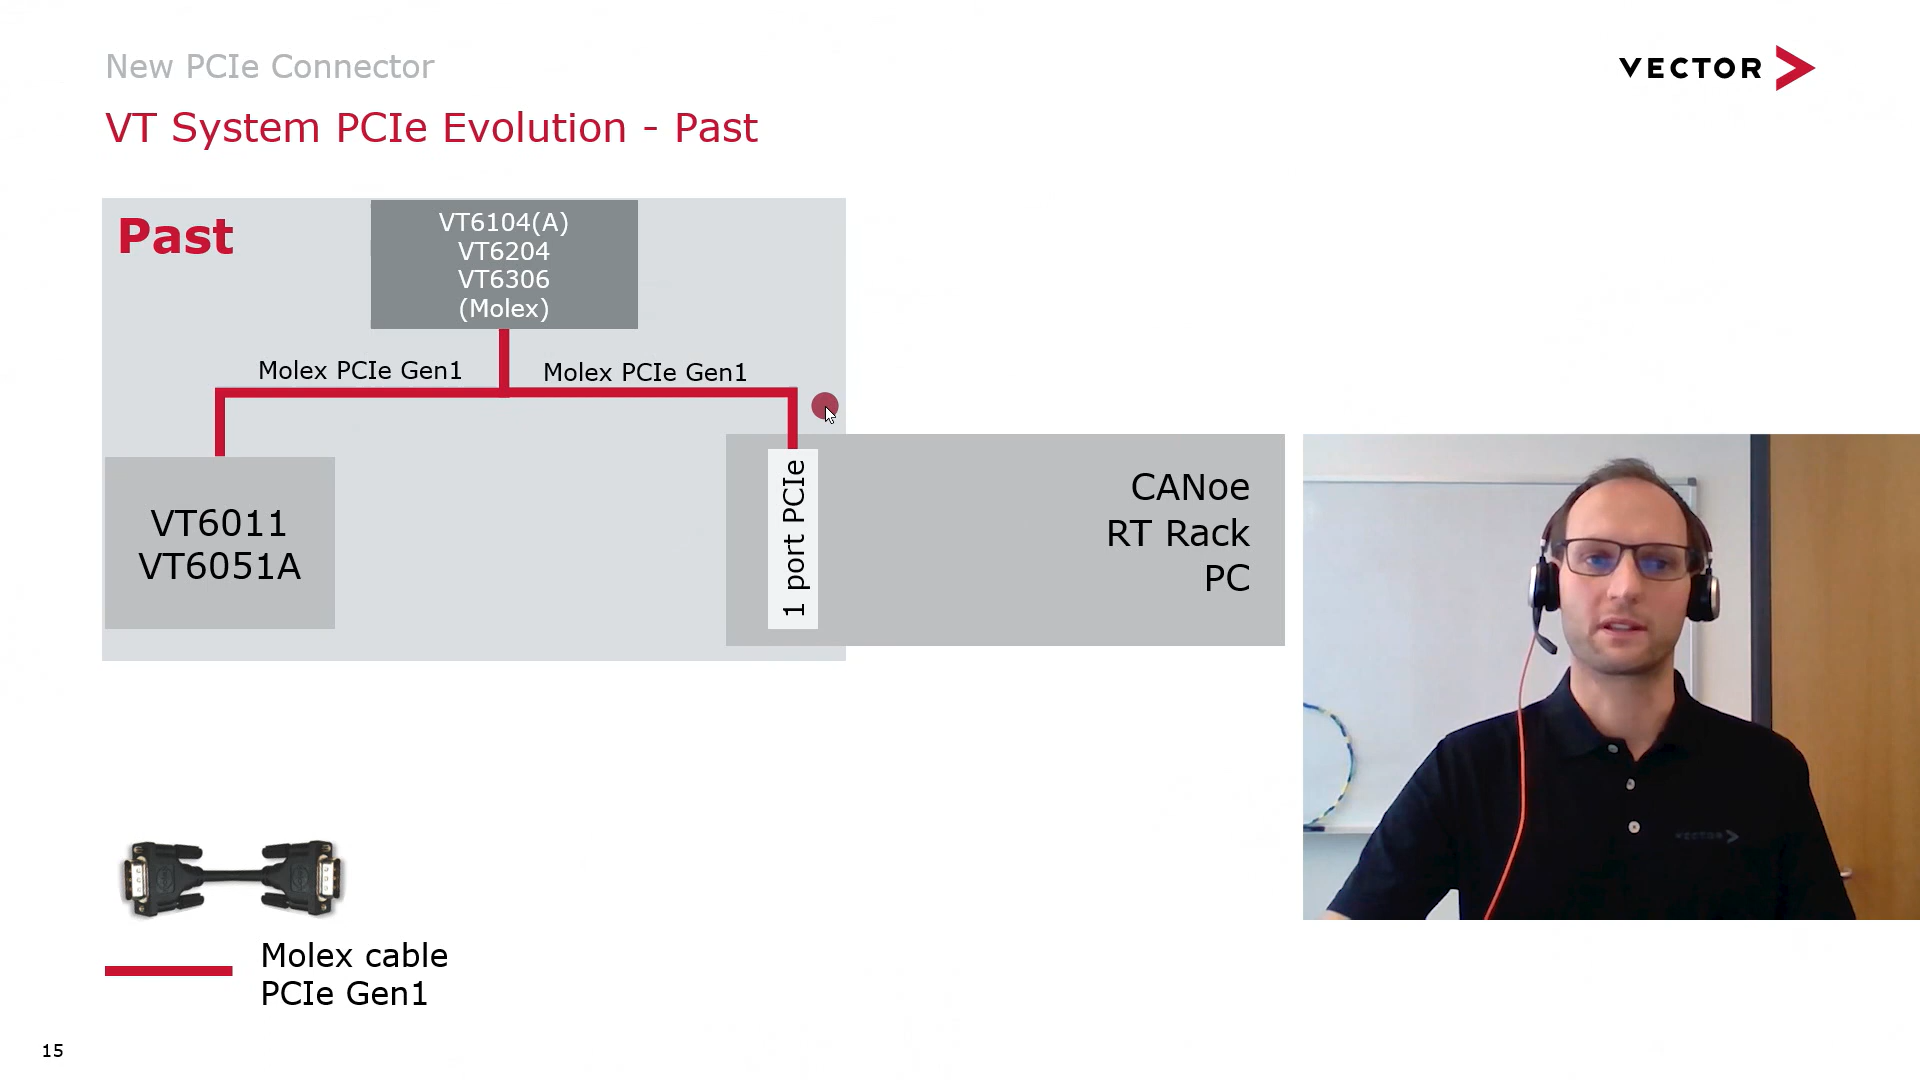 New PCIe Connector
VECTOR
VT System PCIe Evolution - Past
Past
VT6104(A)
VT6204
VT6306
(Molex)
Molex PCIe Gen1
Molex PCIe Gen1
VT6011
VT6051A
1 port PCIe
CANoe
RT Rack
PC
VECTOR
Molex cable
PCIe Gen1
15